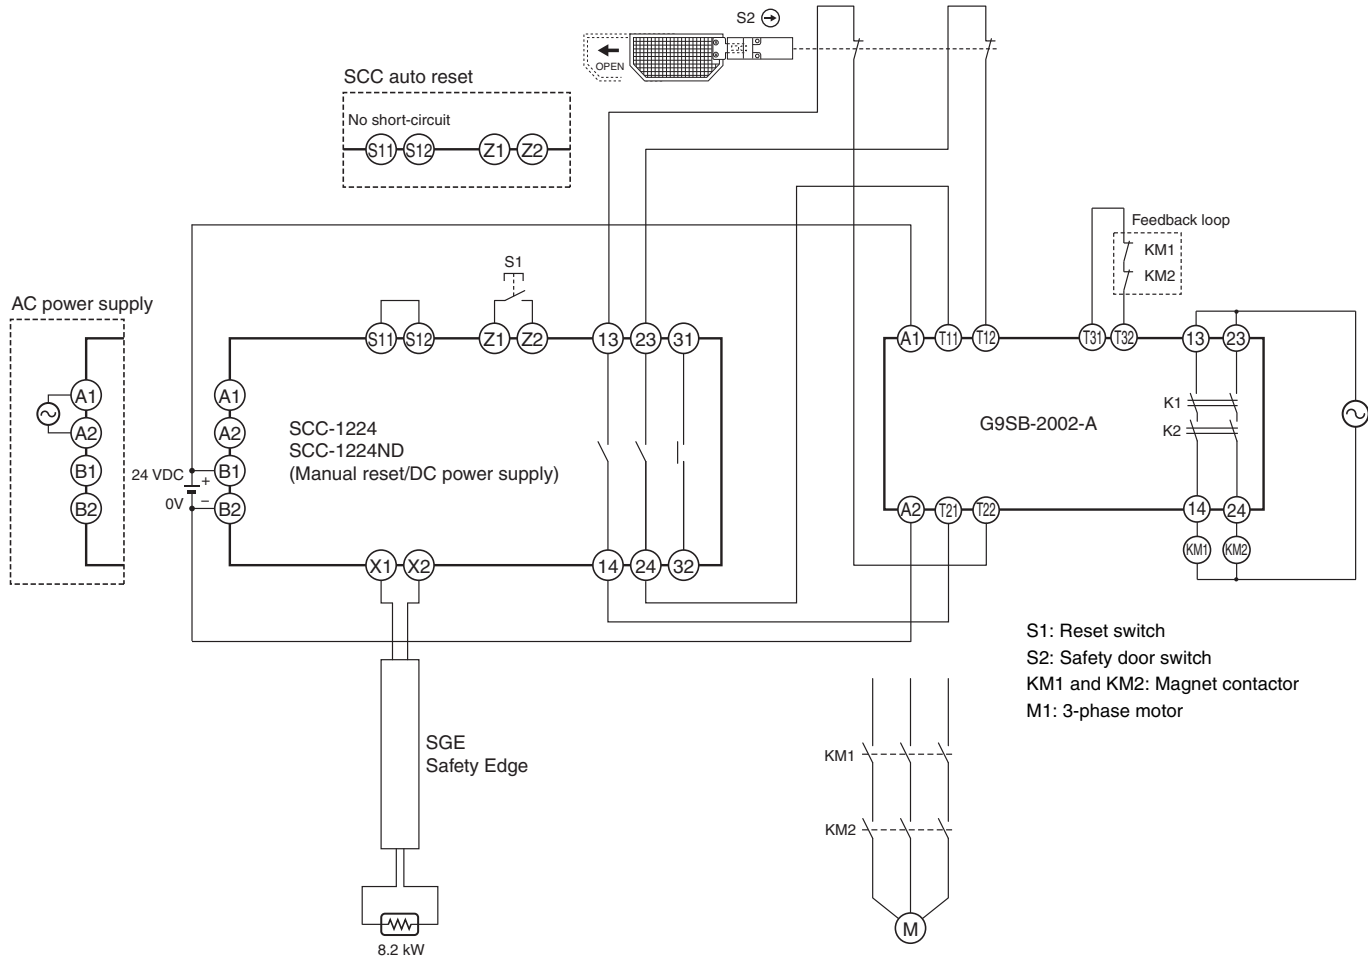 S2
OPEN
SCC auto reset
No short-circuit
S11 S12 Z1 Z2
Feedback loop
KM1
KM2
S1
AC power supply
A1
A2
B1
B2
S11 S12 Z1 Z2 13 23 31
A1
A2
B1
B2
24 VDC
+
0V
–
SCC-1224
SCC-1224ND
(Manual reset/DC power supply)
X1 X2 14 24 32
A1 T11 T12 T31 T32 13 23
G9SB-2002-A
K1
K2
A2 T21 T22 14 24
KM1 KM2
SGE
Safety Edge
8.2 kW
S1: Reset switch
S2: Safety door switch
KM1 and KM2: Magnet contactor
M1: 3-phase motor
KM1
KM2
M